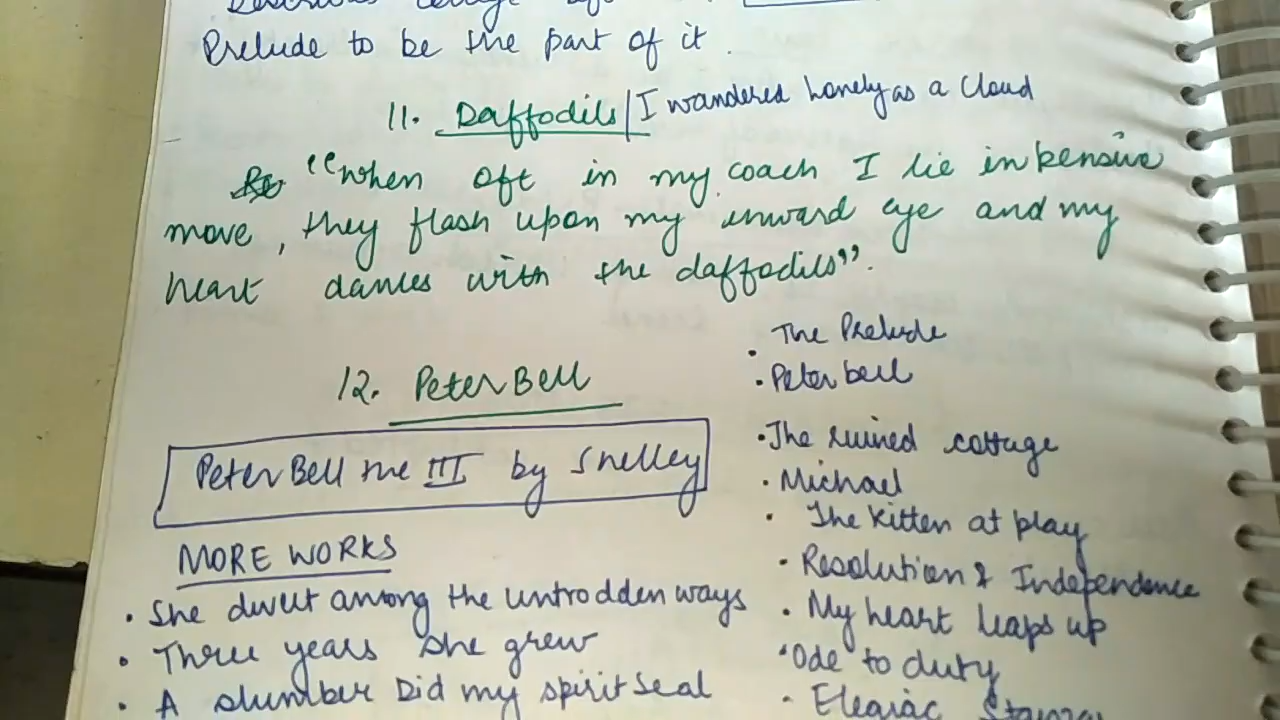 Prelude to be the part of it.
11. Daffodils/I wandered lonely as a Cloud
"when oft in my coach I lie in pensive
move, they flash upon my inward eye and my
heart dances with the daffodils".
12. Peter Bell
Peter Bell the III by Shelley
MORE WORKS
• She dwelt among the untrodden ways
• Three years she grew
• A slumber Did my spirit seal
• The Prelude
• Peter bell
• The ruined cottage
• Michael
• The Kitten at play
• Resolution & Independence
• My heart leaps up
• Ode to duty
• Elegiac Stanzas